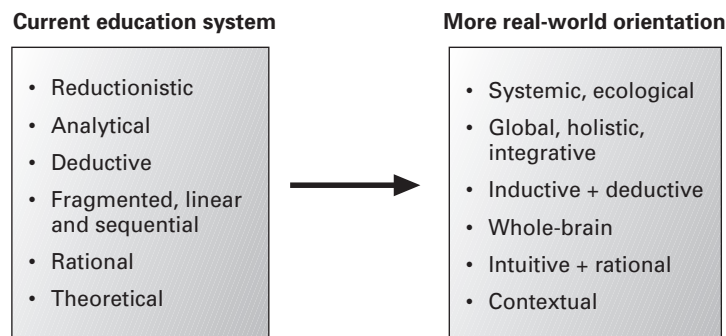 Current education system
• Reductionistic
• Analytical
• Deductive
• Fragmented, linear
and sequential
• Rational
• Theoretical
More real-world orientation
• Systemic, ecological
• Global, holistic,
integrative
• Inductive + deductive
• Whole-brain
• Intuitive + rational
• Contextual